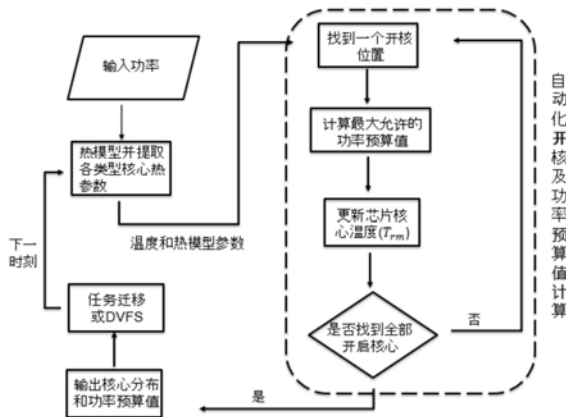 输入功率
热模型并提取
各类型核心热
参数
下一
时刻
温度和热模型参数
任务迁移
或DVFS
输出核心分布
和功率预算值
找到一个开核
位置
计算最大允许的
功率预算值
更新芯片核
心温度(T_rm)
是否找到全部
开启核心
否
是
自
动
化
开
核
及
功
率
预
算
值
计
算